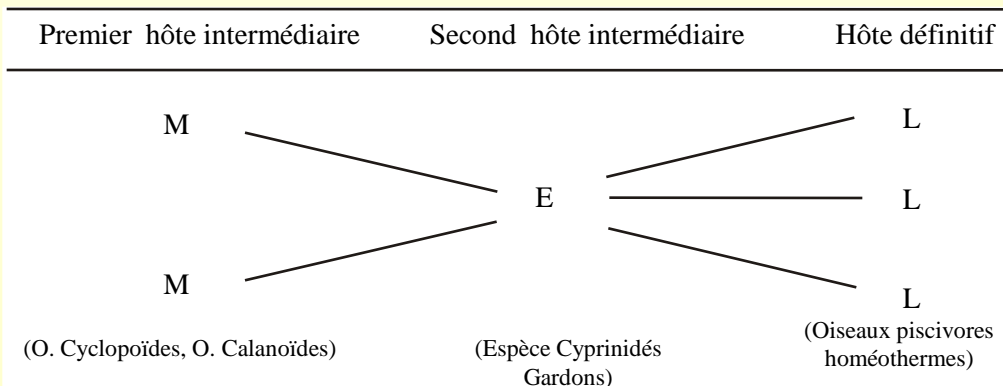 Premier hôte intermédiaire Second hôte intermédiaire Hôte définitif
M L
E L
M L
(O. Cyclopoïdes, O. Calanoïdes) (Espèce Cyprinidés Gardons) (Oiseaux piscivores homéothermes)